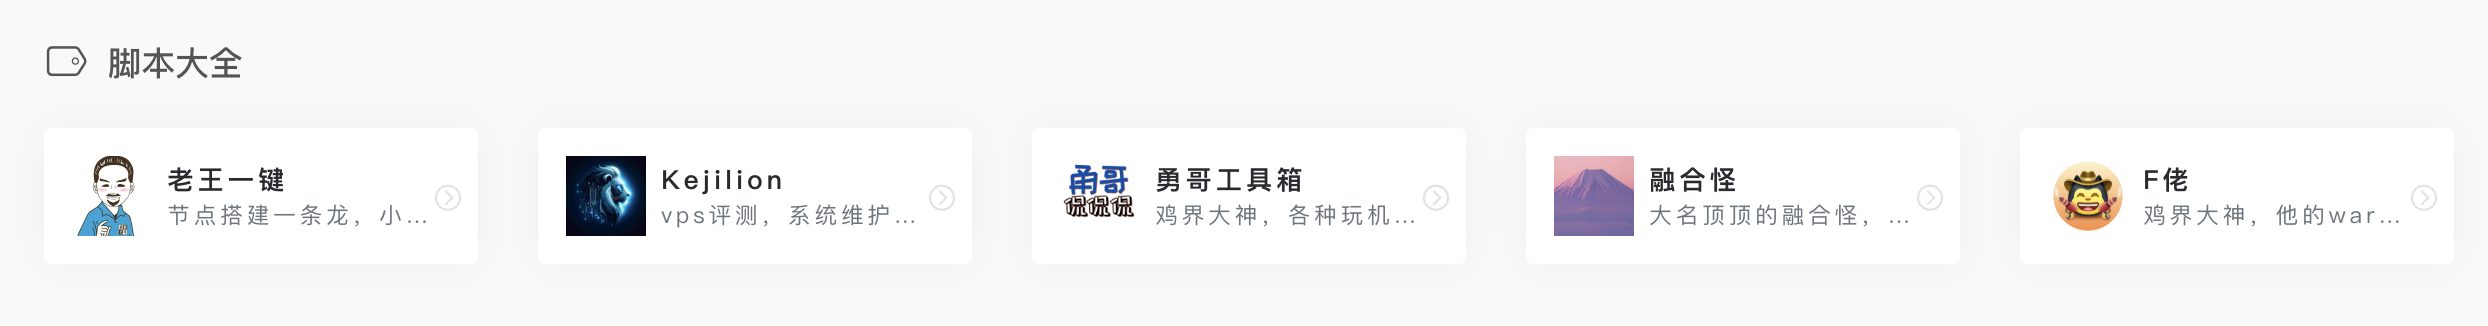 脚本大全
老王一键
节点搭建一条龙，小...
Kejilion
vps评测，系统维护...
勇哥
侃侃侃
勇哥工具箱
鸡界大神，各种玩机...
融合怪
大名顶顶的融合怪，...
F佬
鸡界大神，他的war...